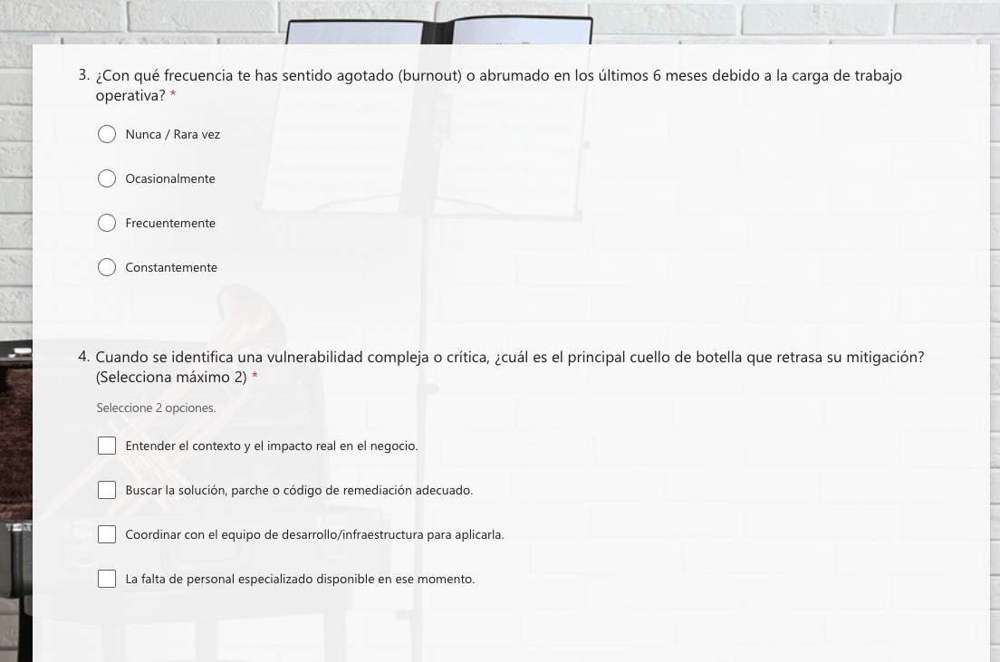 3. ¿Con qué frecuencia te has sentido agotado (burnout) o abrumado en los últimos 6 meses debido a la carga de trabajo
operativa? *
Nunca / Rara vez
Ocasionalmente
Frecuentemente
Constantemente
4. Cuando se identifica una vulnerabilidad compleja o crítica, ¿cuál es el principal cuello de botella que retrasa su mitigación?
(Selecciona máximo 2) *
Seleccione 2 opciones.
Entender el contexto y el impacto real en el negocio.
Buscar la solución, parche o código de remediación adecuado.
Coordinar con el equipo de desarrollo/infraestructura para aplicarla.
La falta de personal especializado disponible en ese momento.